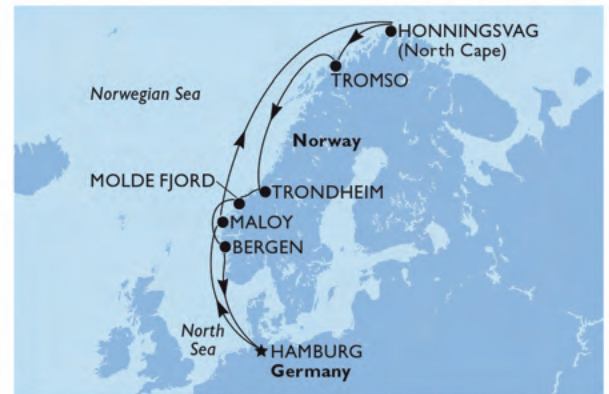 HONNINGSVAG
(North Cape)
TROMSO
Norwegian Sea
Norway
MOLDE FJORD
TRONDHEIM
MALOY
BERGEN
North
Sea
HAMBURG
Germany